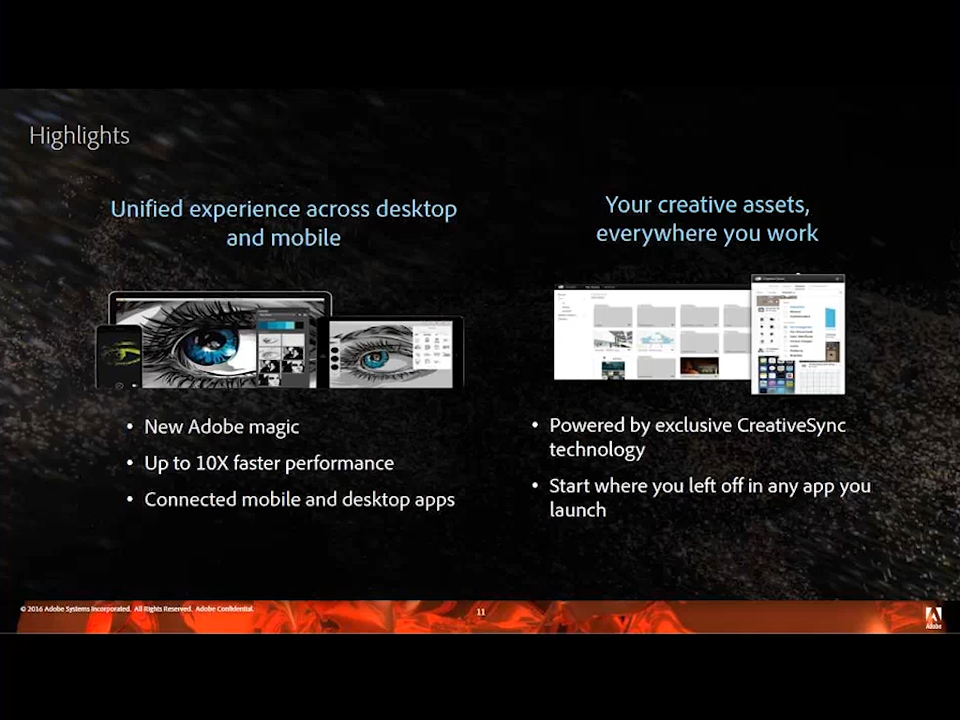 Highlights
Unified experience across desktop
and mobile
• New Adobe magic
• Up to 10X faster performance
• Connected mobile and desktop apps
Your creative assets,
everywhere you work
• Powered by exclusive CreativeSync
technology
• Start where you left off in any app you
launch
© 2016 Adobe Systems Incorporated. All Rights Reserved. Adobe Confidential.
11
Adobe